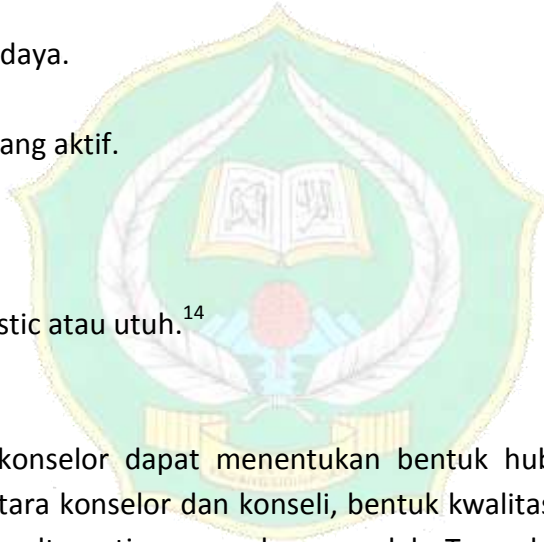 daya.
ang aktif.
stic atau utuh.14
konselor dapat menentukan bentuk hub
tara konselor dan konseli, bentuk kwalitas